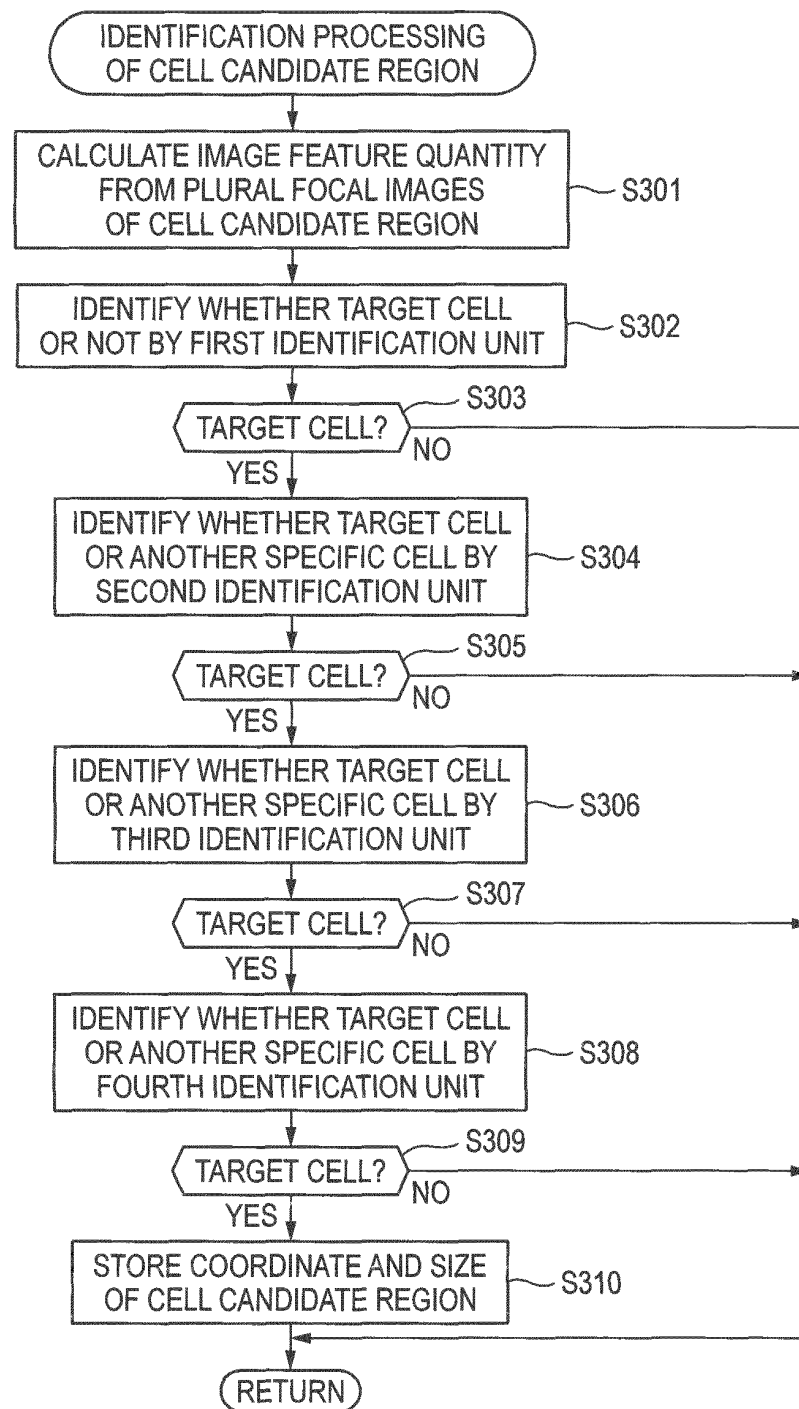 IDENTIFICATION PROCESSING
OF CELL CANDIDATE REGION
CALCULATE IMAGE FEATURE QUANTITY
FROM PLURAL FOCAL IMAGES
OF CELL CANDIDATE REGION
S301
IDENTIFY WHETHER TARGET CELL
OR NOT BY FIRST IDENTIFICATION UNIT
S302
S303
TARGET CELL?
NO
YES
IDENTIFY WHETHER TARGET CELL
OR ANOTHER SPECIFIC CELL BY
SECOND IDENTIFICATION UNIT
S304
S305
TARGET CELL?
NO
YES
IDENTIFY WHETHER TARGET CELL
OR ANOTHER SPECIFIC CELL BY
THIRD IDENTIFICATION UNIT
S306
S307
TARGET CELL?
NO
YES
IDENTIFY WHETHER TARGET CELL
OR ANOTHER SPECIFIC CELL BY
FOURTH IDENTIFICATION UNIT
S308
S309
TARGET CELL?
NO
YES
STORE COORDINATE AND SIZE
OF CELL CANDIDATE REGION
S310
RETURN